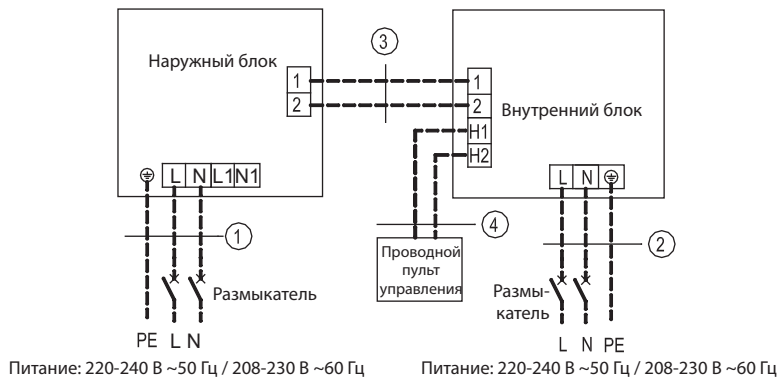 Наружный блок
1
2
L N L1 N1
1
Размыкатель
PE L N
Питание: 220-240 В ~50 Гц / 208-230 В ~60 Гц
3
Внутренний блок
1
2
H1
H2
L N
4
Проводной
пульт
управления
2
Размы-
катель
L N PE
Питание: 220-240 В ~50 Гц / 208-230 В ~60 Гц